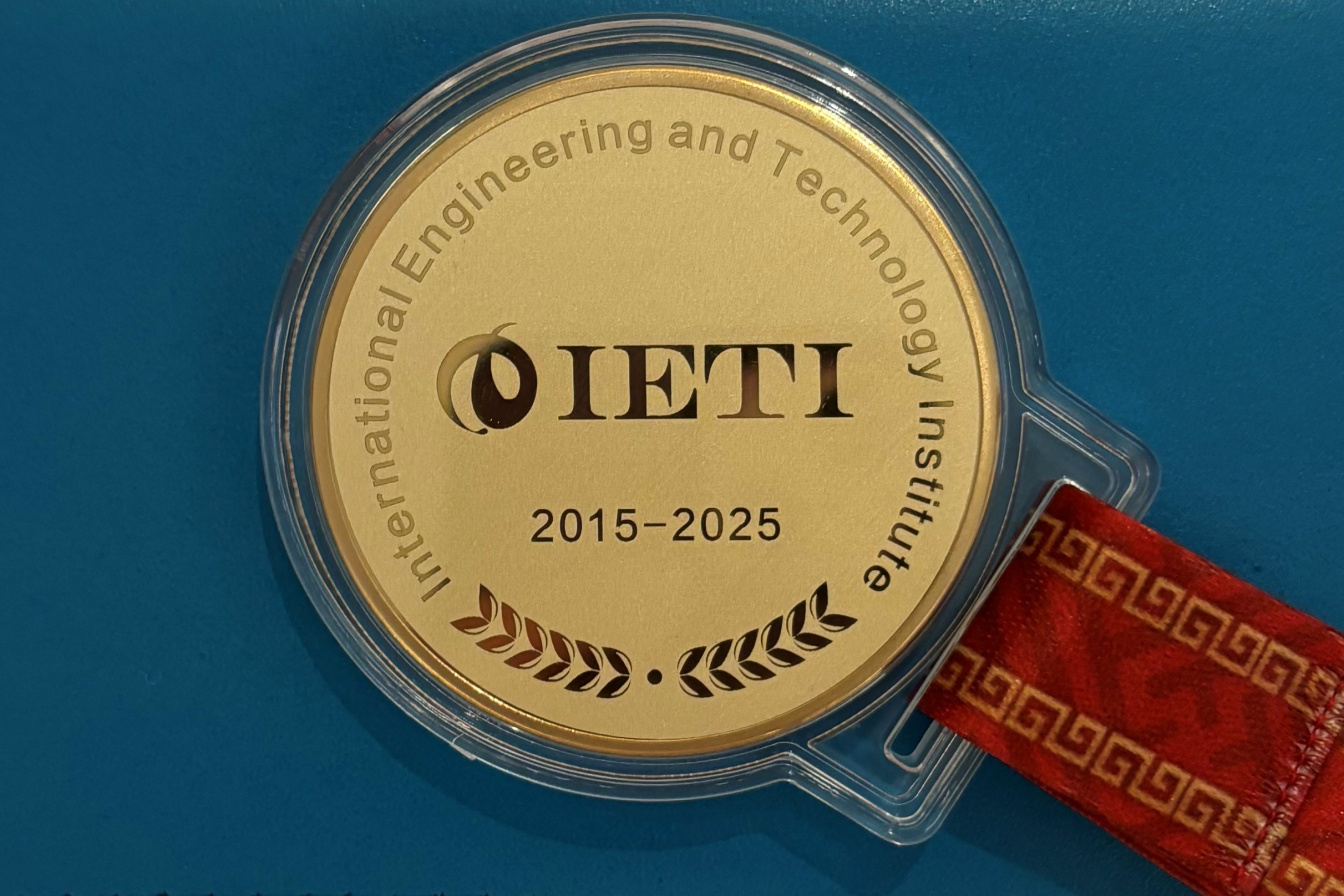 International Engineering and Technology Institute
IETI
2015-2025